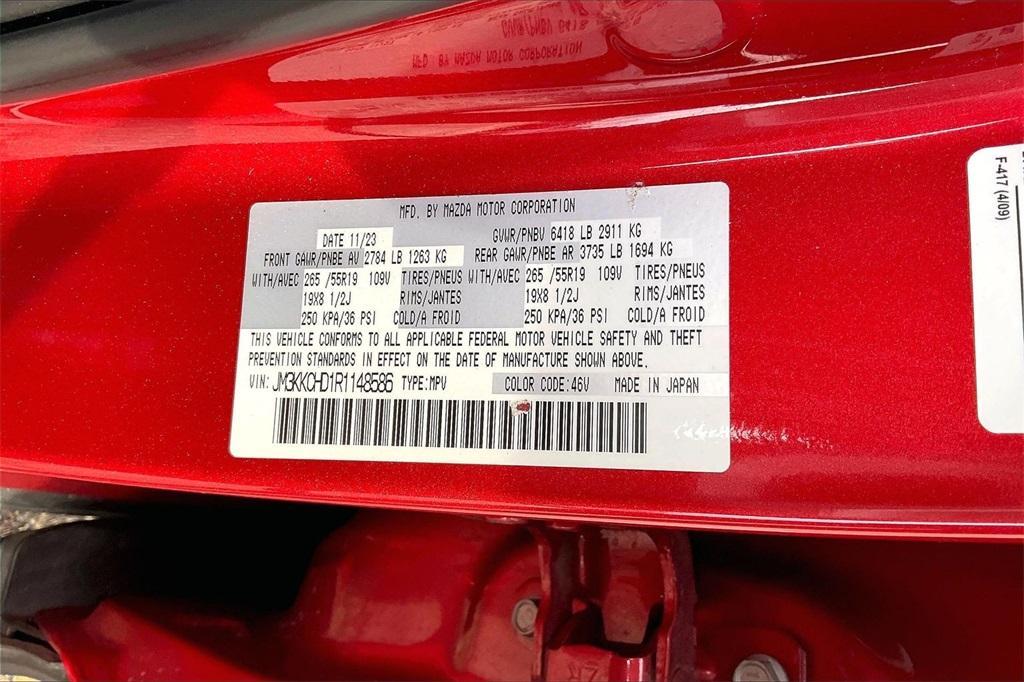 MFD. BY MAZDA MOTOR CORPORATION
DATE 11/23 GVWR/PNBV 6418 LB 2911 KG
FRONT GAWR/PNBE AV 2784 LB 1263 KG REAR GAWR/PNBE AR 3735 LB 1694 KG
WITH/AVEC 265 /55R19 109V TIRES/PNEUS WITH/AVEC 265 /55R19 109V TIRES/PNEUS
19X8 1/2J RIMS/JANTES 19X8 1/2J RIMS/JANTES
250 KPA/36 PSI COLD/A FROID 250 KPA/36 PSI COLD/A FROID
THIS VEHICLE CONFORMS TO ALL APPLICABLE FEDERAL MOTOR VEHICLE SAFETY AND THEFT
PREVENTION STANDARDS IN EFFECT ON THE DATE OF MANUFACTURE SHOWN ABOVE.
VIN: JM3KKCHD1R1148586 TYPE:MPV COLOR CODE:46V MADE IN JAPAN
F-417 (4/09)